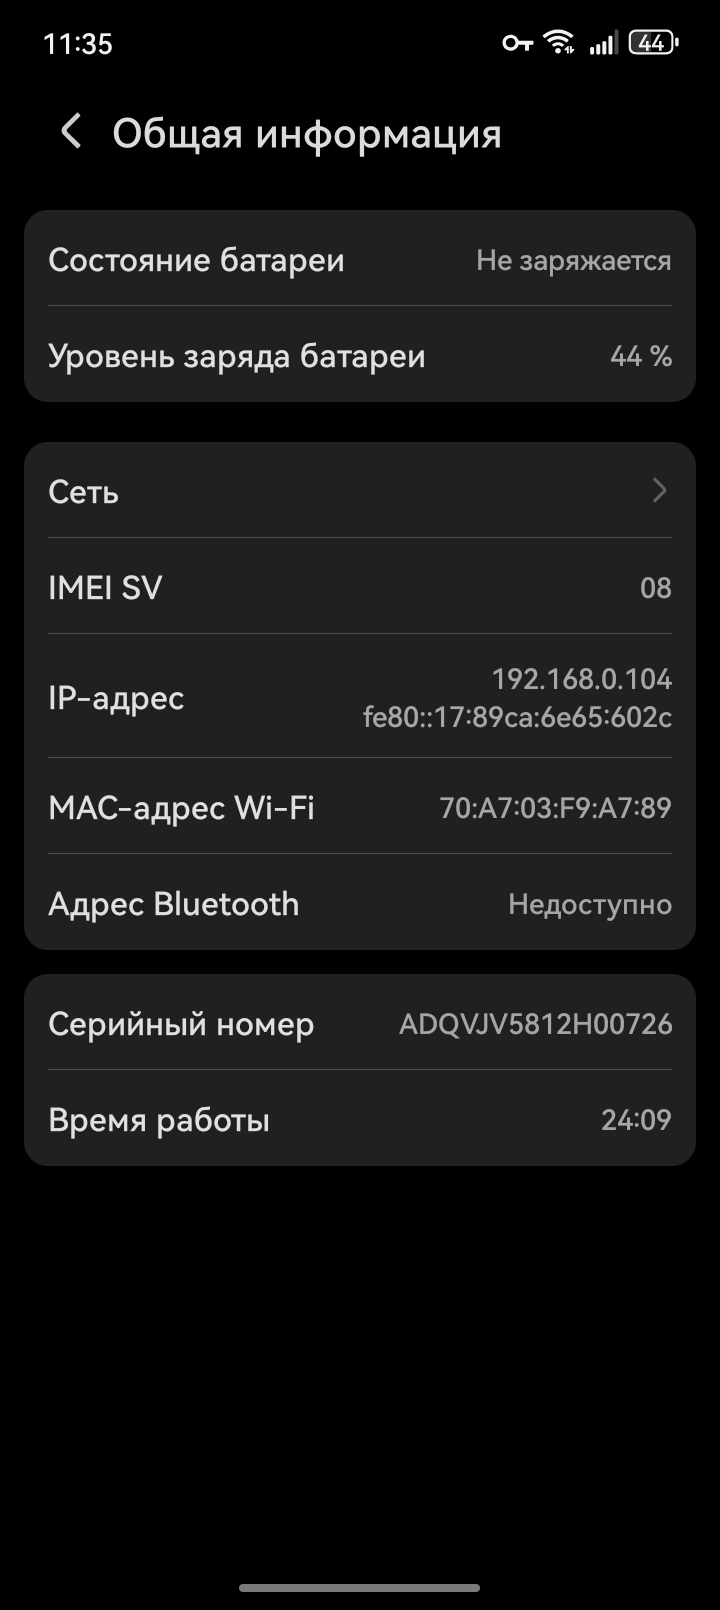 11:35
44
Общая информация
Состояние батареи Не заряжается
Уровень заряда батареи 44 %
Сеть
IMEI SV 08
IP-адрес 192.168.0.104
fe80::17:89ca:6e65:602c
MAC-адрес Wi-Fi 70:A7:03:F9:A7:89
Адрес Bluetooth Недоступно
Серийный номер ADQVJV5812H00726
Время работы 24:09